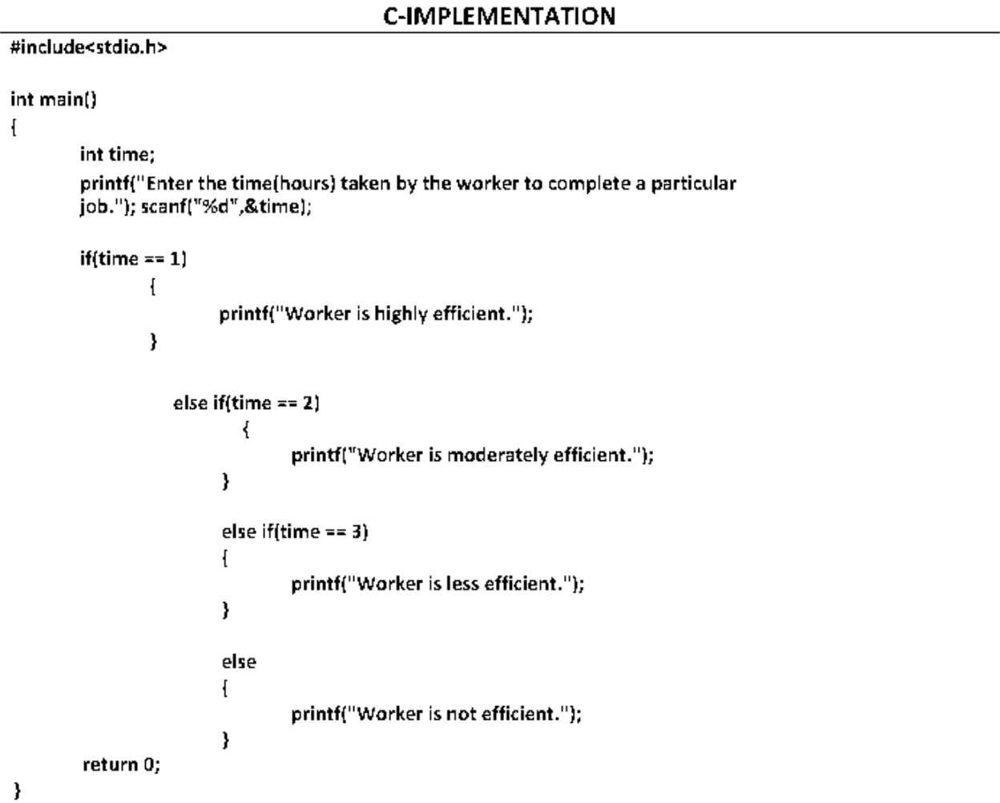 C-IMPLEMENTATION
#include<stdio.h>
int main()
{
int time;
printf("Enter the time(hours) taken by the worker to complete a particular
job."); scanf("%d",&time);
if(time == 1)
{
printf("Worker is highly efficient.");
}
else if(time == 2)
{
printf("Worker is moderately efficient.");
}
else if(time == 3)
{
printf("Worker is less efficient.");
}
else
{
printf("Worker is not efficient.");
}
return 0;
}